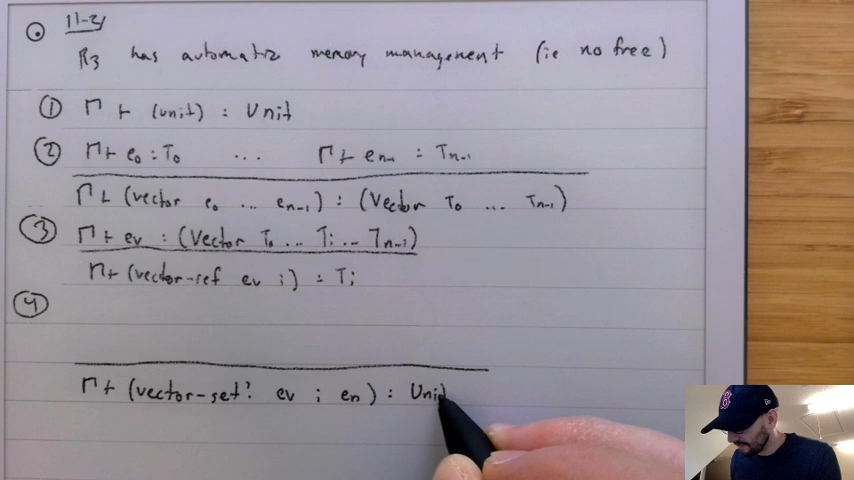 11-2
R3 has automatic memory management (ie no free)
① Γ ⊢ (unit) : Unit
② Γ ⊢ e0 : T0 ... Γ ⊢ en-1 : Tn-1
Γ ⊢ (vector e0 ... en-1) : (Vector T0 ... Tn-1)
③ Γ ⊢ ev : (Vector T0 ... Ti ... Tn-1)
Γ ⊢ (vector-ref ev i) : Ti
④
Γ ⊢ (vector-set! ev i en) : Unit
B